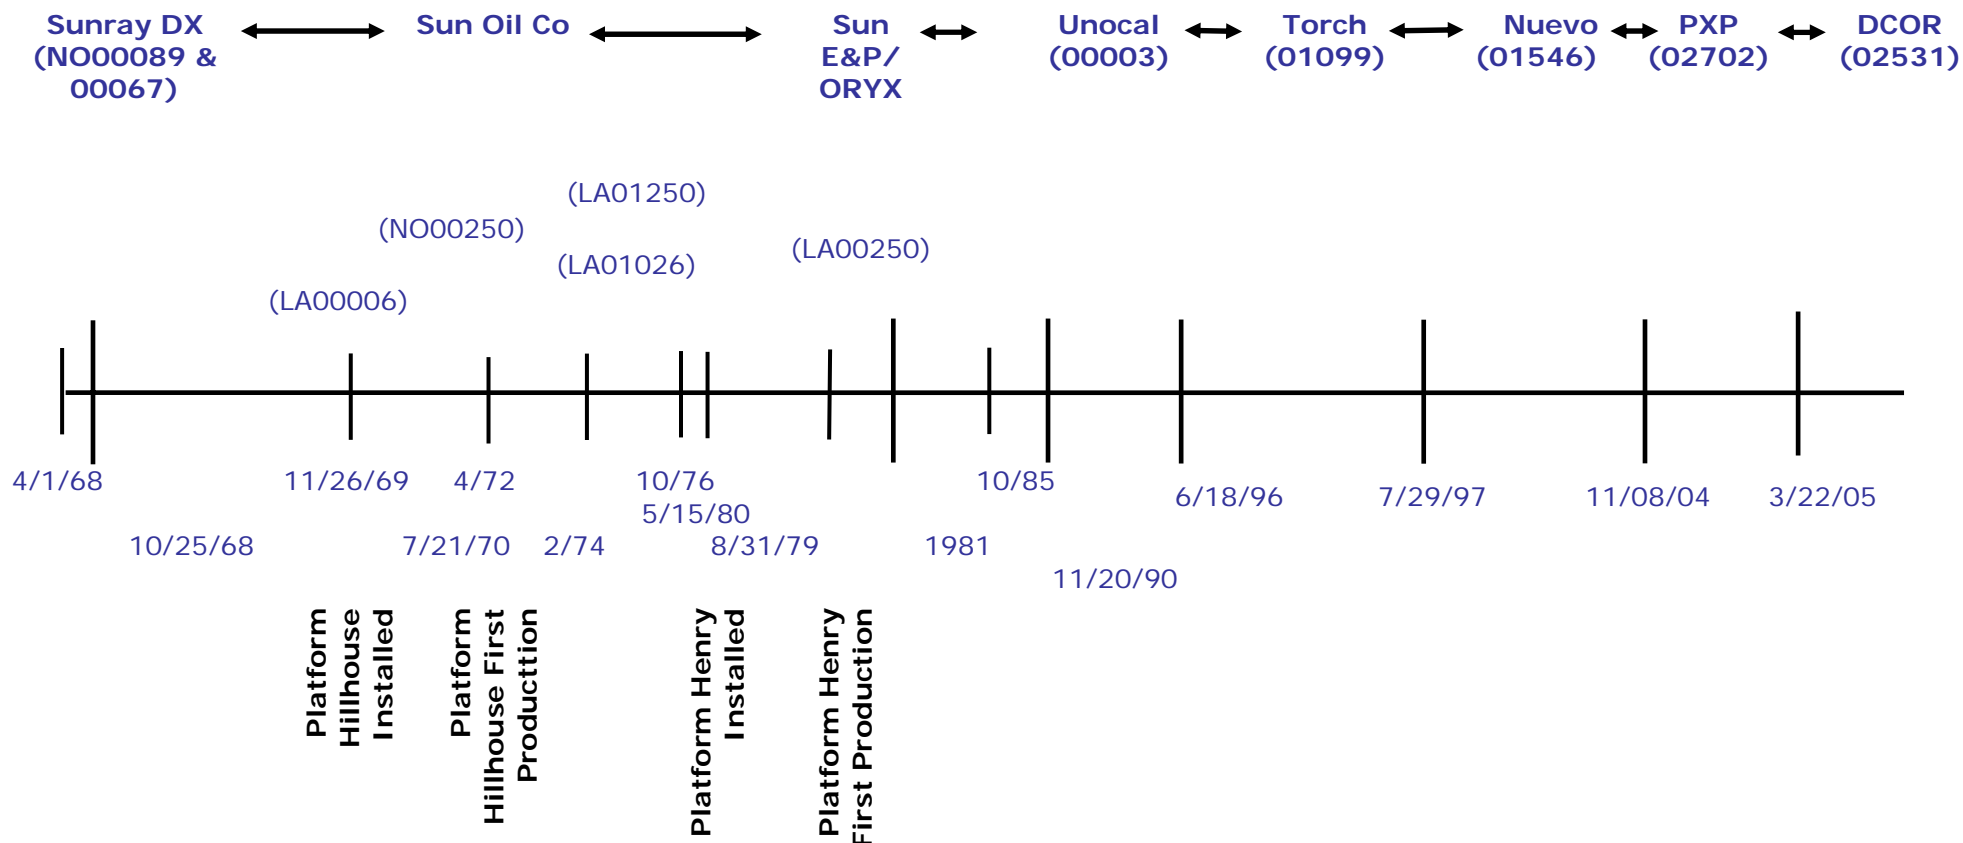 Sunray DX
(NO00089 &
00067)
Sun Oil Co
Sun
E&P/
ORYX
Unocal
(00003)
Torch
(01099)
Nuevo
(01546)
PXP
(02702)
DCOR
(02531)
(LA01250)
(NO00250)
(LA00250)
(LA01026)
(LA00006)
4/1/68
11/26/69
4/72
10/76
10/85
6/18/96
7/29/97
11/08/04
3/22/05
5/15/80
10/25/68
7/21/70
2/74
8/31/79
1981
11/20/90
Platform
Hillhouse
Installed
Platform
Hillhouse First
Production
Platform Henry
Installed
Platform Henry
First Production